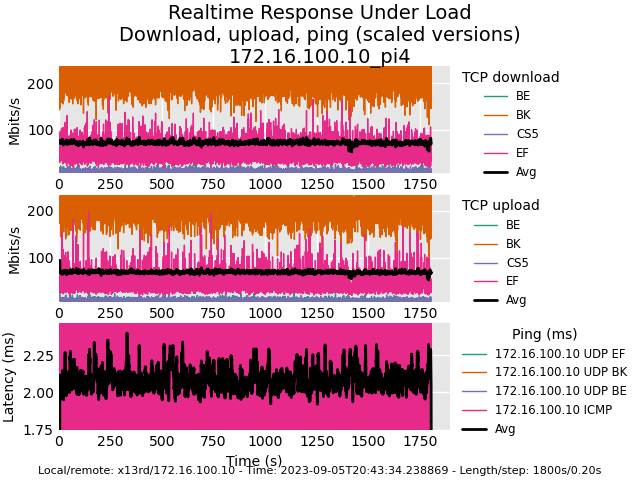 Realtime Response Under Load
Download, upload, ping (scaled versions)
172.16.100.10_pi4
200
100
Mbits/s
0 250 500 750 1000 1250 1500 1750
TCP download
BE
BK
CS5
EF
Avg
200
100
Mbits/s
0 250 500 750 1000 1250 1500 1750
TCP upload
BE
BK
CS5
EF
Avg
2.25
2.00
1.75
Latency (ms)
0 250 500 750 1000 1250 1500 1750
Time (s)
Ping (ms)
172.16.100.10 UDP EF
172.16.100.10 UDP BK
172.16.100.10 UDP BE
172.16.100.10 ICMP
Avg
Local/remote: x13rd/172.16.100.10 - Time: 2023-09-05T20:43:34.238869 - Length/step: 1800s/0.20s